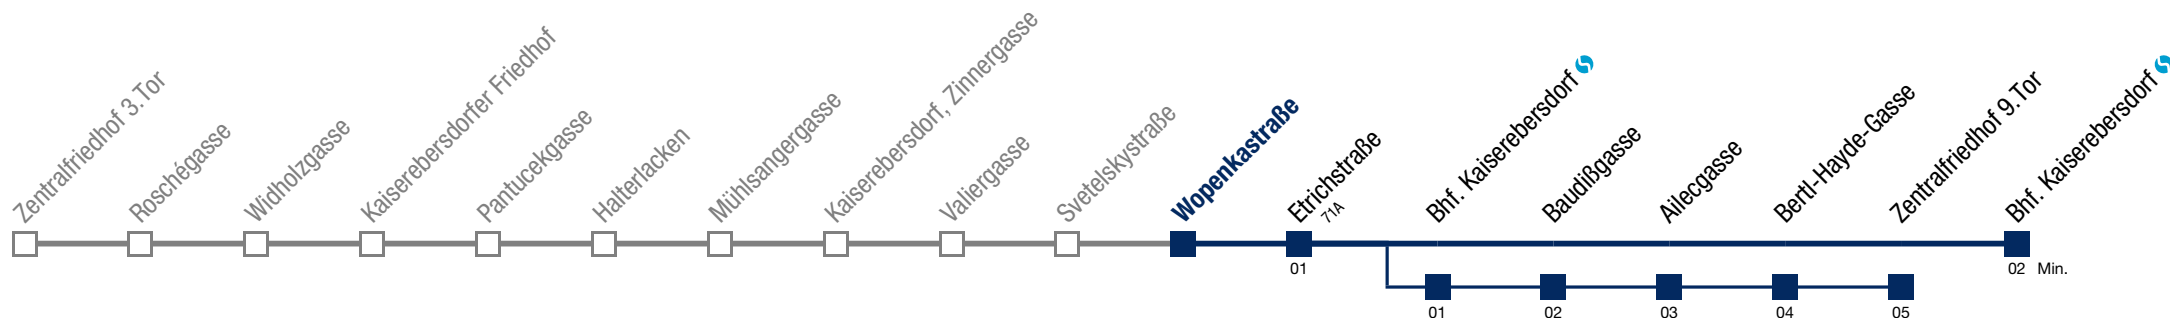 Zentralfriedhof 3.Tor
Roschégasse
Widholzgasse
Kaiserebersdorfer Friedhof
Pantucekgasse
Halterlacken
Mühlsangergasse
Kaiserebersdorf, Zinnergasse
Valiergasse
Svetelskystraße
Wopenkastraße
Etrichstraße
71A
Bhf. Kaiserebersdorf
Baudißgasse
Ailecgasse
Bertl-Hayde-Gasse
Zentralfriedhof 9.Tor
Bhf. Kaiserebersdorf
01
02 Min.
01
02
03
04
05